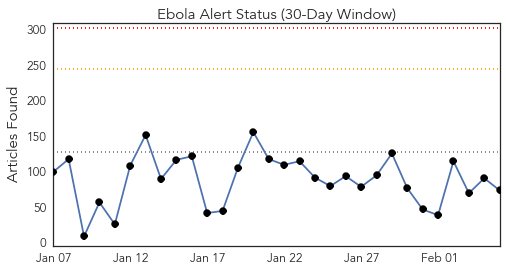 Ebola Alert Status (30-Day Window)
Articles Found
300
250
200
150
100
50
0
Jan 07 Jan 12 Jan 17 Jan 22 Jan 27 Feb 01